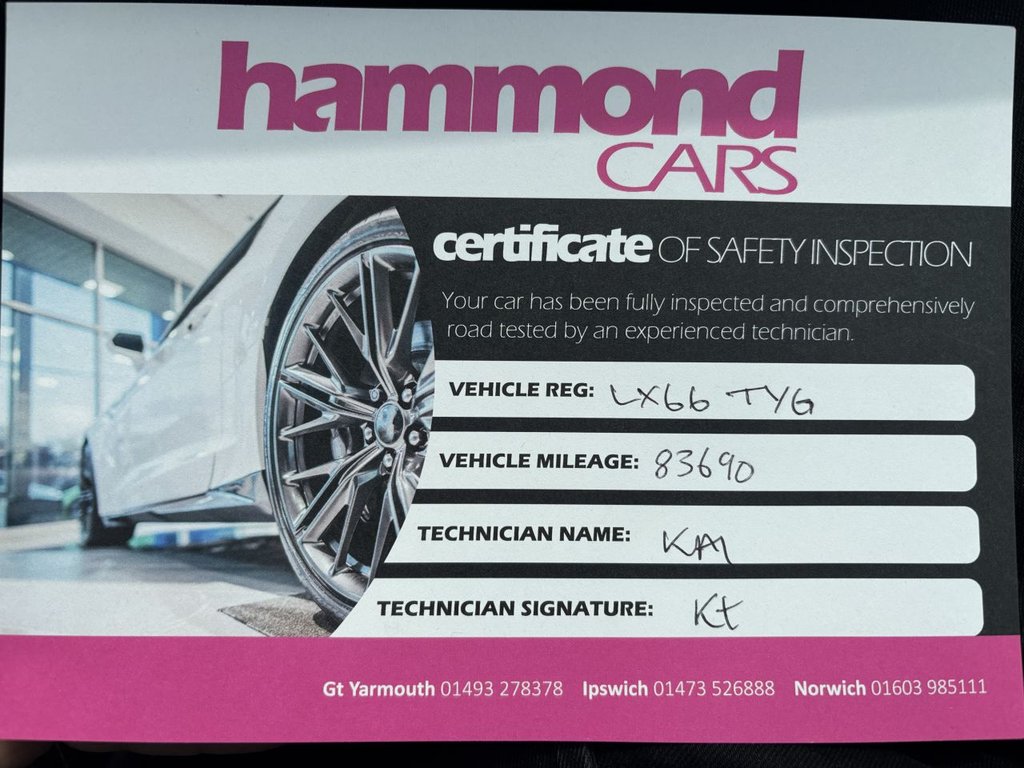 hammond
CARS
certificate OF SAFETY INSPECTION
Your car has been fully inspected and comprehensively
road tested by an experienced technician.
VEHICLE REG: LX66 TYG
VEHICLE MILEAGE: 83690
TECHNICIAN NAME: KAI
TECHNICIAN SIGNATURE: Kt
Gt Yarmouth 01493 278378 Ipswich 01473 526888 Norwich 01603 985111